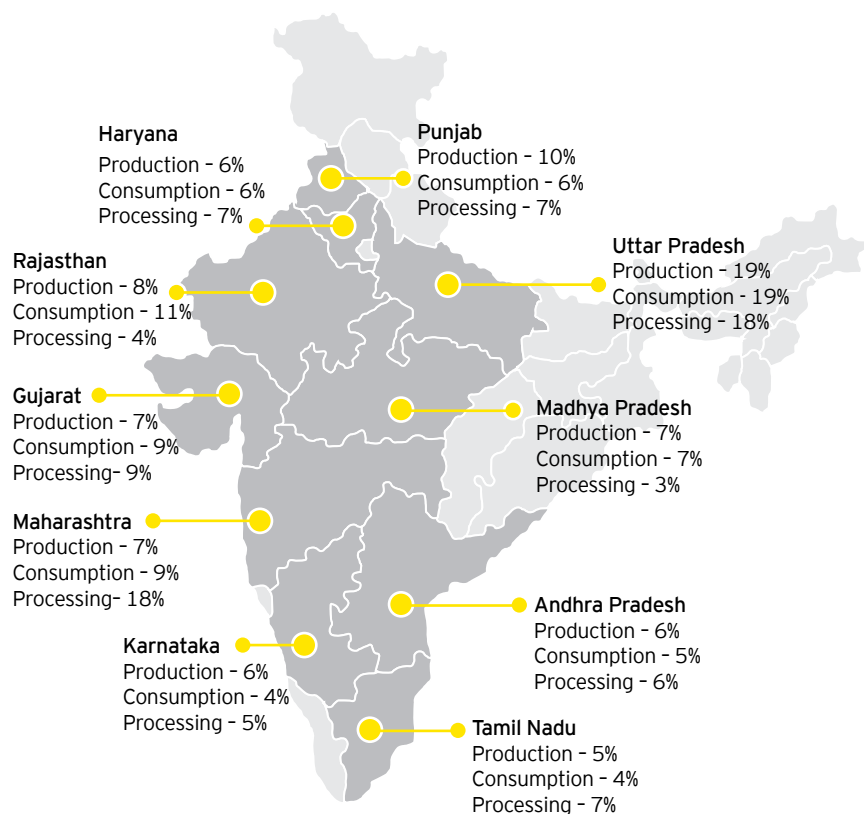 Haryana
Production – 6%
Consumption – 6%
Processing – 7%
Punjab
Production – 10%
Consumption – 6%
Processing – 7%
Rajasthan
Production – 8%
Consumption – 11%
Processing – 4%
Uttar Pradesh
Production – 19%
Consumption - 19%
Processing – 18%
Gujarat
Production – 7%
Consumption – 9%
Processing– 9%
Madhya Pradesh
Production – 7%
Consumption – 7%
Processing – 3%
Maharashtra
Production – 7%
Consumption – 9%
Processing– 18%
Andhra Pradesh
Production – 6%
Consumption – 5%
Processing – 6%
Karnataka
Production – 6%
Consumption – 4%
Processing – 5%
Tamil Nadu
Production – 5%
Consumption – 4%
Processing – 7%